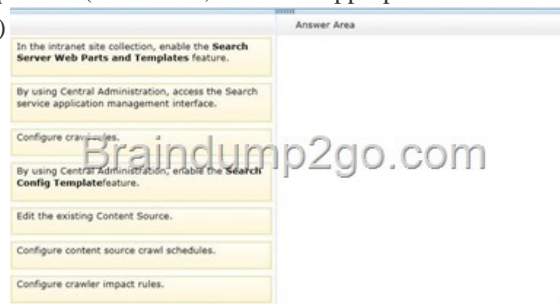 Answer Area
In the intranet site collection, enable the Search
Server Web Parts and Templates feature.
By using Central Administration, access the Search
service application management interface.
Configure crawl rules.
Braindump2go.com
By using Central Administration, enable the Search
Config Templatefeature.
Edit the existing Content Source.
Configure content source crawl schedules.
Configure crawler impact rules.